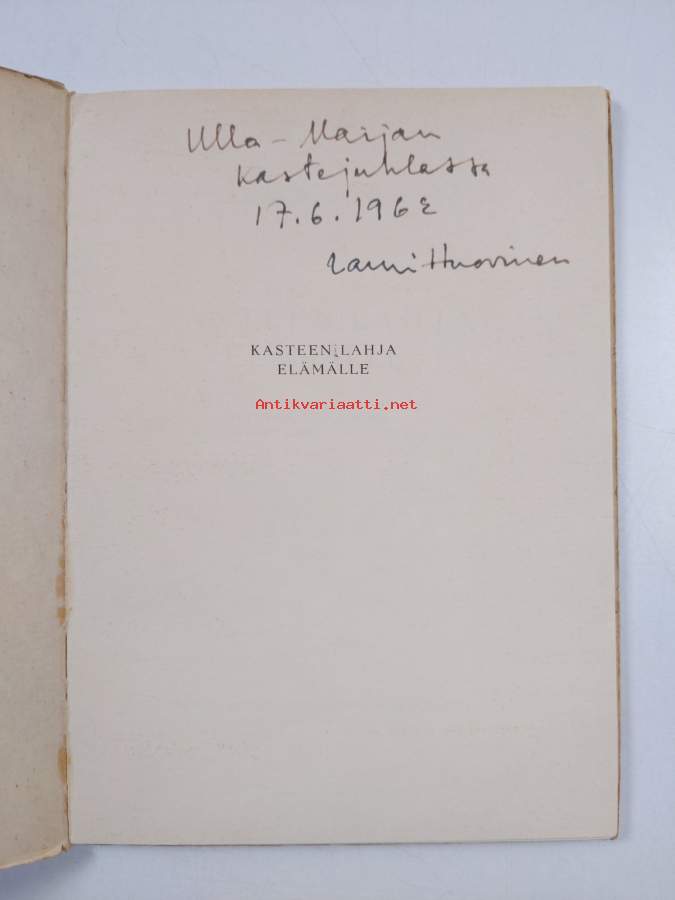 Ulla-Maijan
kastejuhlassa
17.6.1962
Lauri Huovinen
KASTEEN LAHJA
ELÄMÄLLE
Antikvariaatti.net